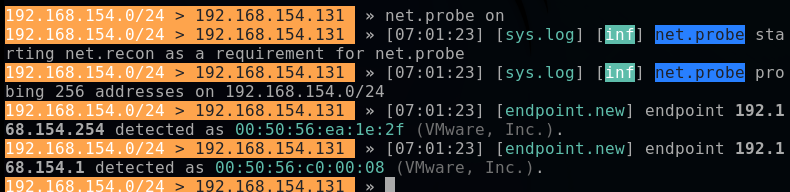 192.168.154.0/24 > 192.168.154.131  » net.probe on
192.168.154.0/24 > 192.168.154.131  » [07:01:23] [sys.log] [inf] net.probe sta
rting net.recon as a requirement for net.probe
192.168.154.0/24 > 192.168.154.131  » [07:01:23] [sys.log] [inf] net.probe pro
bing 256 addresses on 192.168.154.0/24
192.168.154.0/24 > 192.168.154.131  » [07:01:23] [endpoint.new] endpoint 192.1
68.154.254 detected as 00:50:56:ea:1e:2f (VMware, Inc.).
192.168.154.0/24 > 192.168.154.131  » [07:01:23] [endpoint.new] endpoint 192.1
68.154.1 detected as 00:50:56:c0:00:08 (VMware, Inc.).
192.168.154.0/24 > 192.168.154.131  »